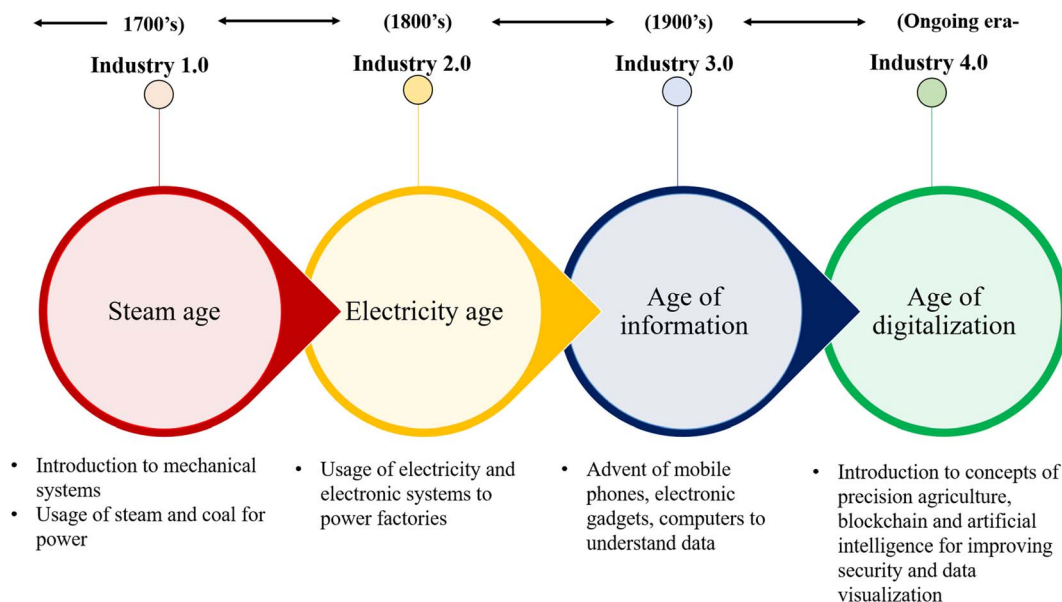 1700’s)
(1800’s)
(1900’s)
(Ongoing era-
Industry 1.0
Industry 2.0
Industry 3.0
Industry 4.0
Steam age
Electricity age
Age of
information
Age of
digitalization
• Introduction to mechanical
systems
• Usage of steam and coal for
power
• Usage of electricity and
electronic systems to
power factories
• Advent of mobile
phones, electronic
gadgets, computers to
understand data
• Introduction to concepts of
precision agriculture,
blockchain and artificial
intelligence for improving
security and data
visualization